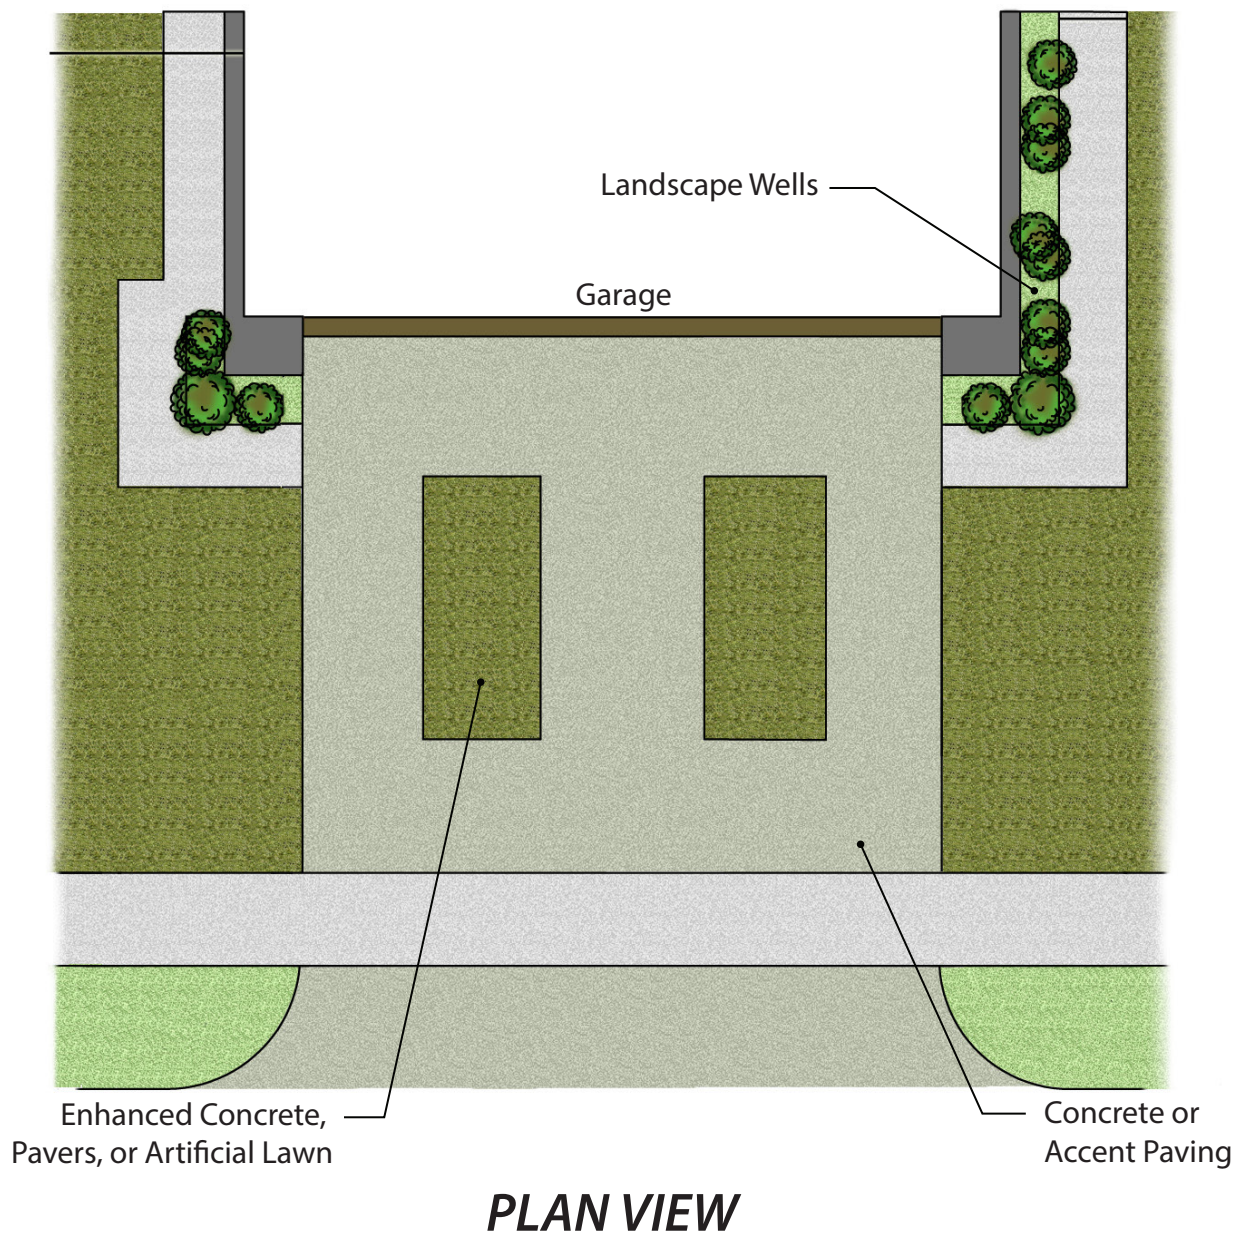 Landscape Wells
Garage
Enhanced Concrete,
Pavers, or Artificial Lawn
Concrete or
Accent Paving
PLAN VIEW